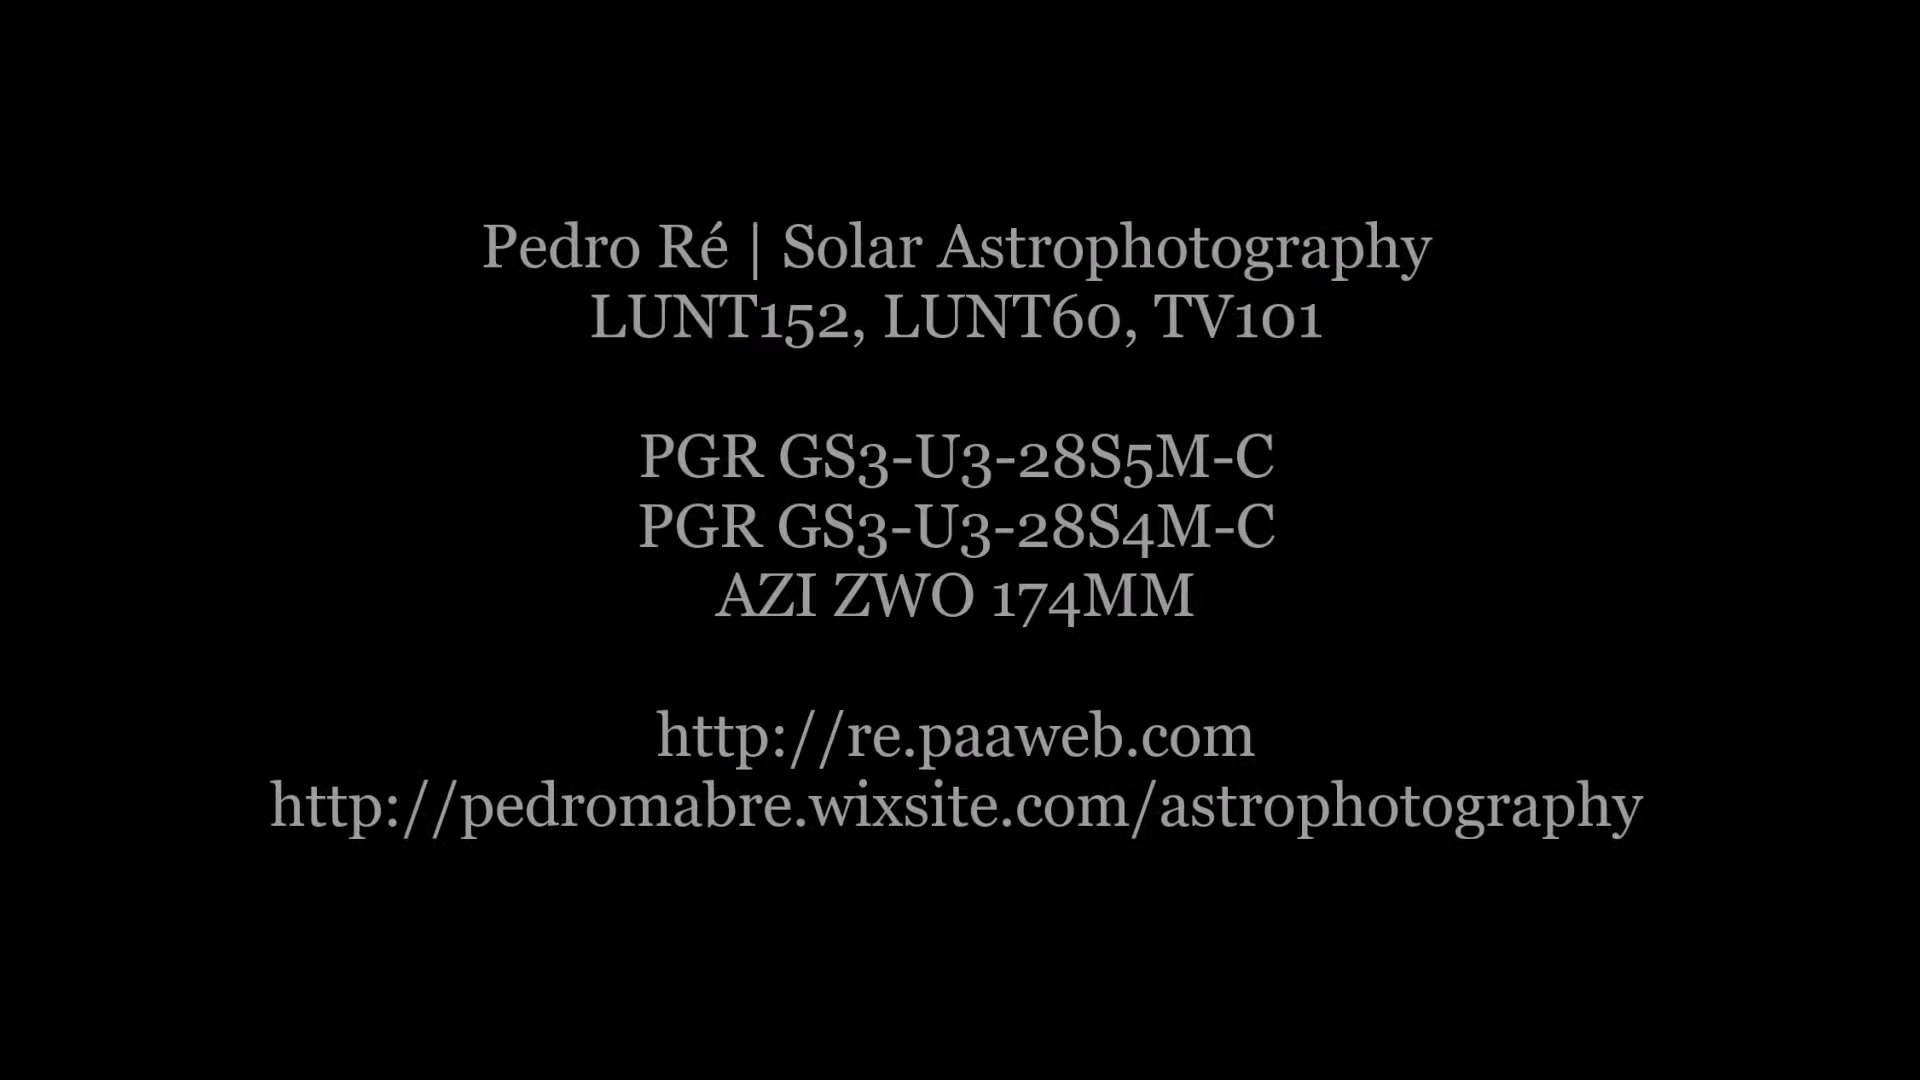 Pedro Ré | Solar Astrophotography
LUNT152, LUNT60, TV101
PGR GS3-U3-28S5M-C
PGR GS3-U3-28S4M-C
AZI ZWO 174MM
http://re.paaweb.com
http://pedromabre.wixsite.com/astrophotography